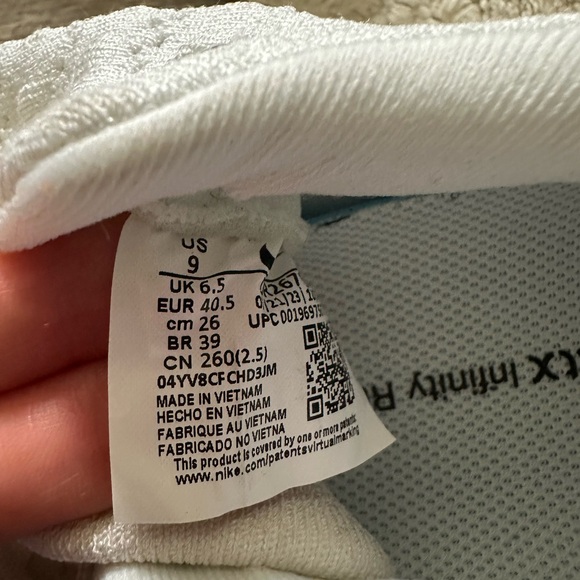 US
9
UK 6.5
EUR 40.5
cm 26
BR 39
CN 260(2.5)
UPC 0019697
04YV8CFCHD3JM
MADE IN VIETNAM
HECHO EN VIETNAM
FABRIQUE AU VIETNAM
FABRICADO NO VIETNA
This product is covered by one or more patents
www.nike.com/patentsvirtualmarking
tX Infinity R